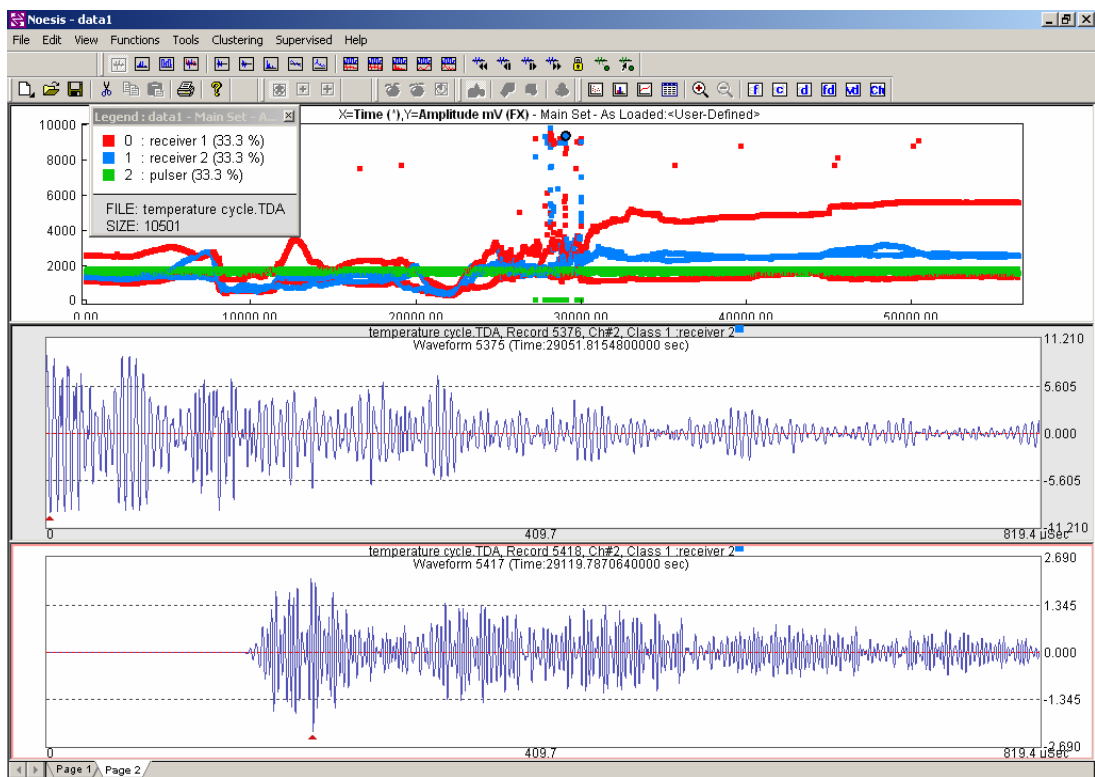 Noesis - data1
File Edit View Functions Tools Clustering Supervised Help
f c d fd vd Ch
X=Time (*),Y=Amplitude mV (FX) - Main Set - As Loaded:<User-Defined>
Legend : data1 - Main Set - A...
0 : receiver 1 (33.3 %)
1 : receiver 2 (33.3 %)
2 : pulser (33.3 %)
FILE: temperature cycle.TDA
SIZE: 10501
10000
8000
6000
4000
2000
0
0.00 10000.00 20000.00 30000.00 40000.00 50000.00
temperature cycle.TDA, Record 5376, Ch#2, Class 1 :receiver 2
Waveform 5375 (Time:29051.8154800000 sec)
11.210
5.605
0.000
-5.605
-11.210
0 409.7 819.4 µSec
temperature cycle.TDA, Record 5418, Ch#2, Class 1 :receiver 2
Waveform 5417 (Time:29119.7870640000 sec)
2.690
1.345
0.000
-1.345
-2.690
0 409.7 819.4 µSec
Page 1 Page 2